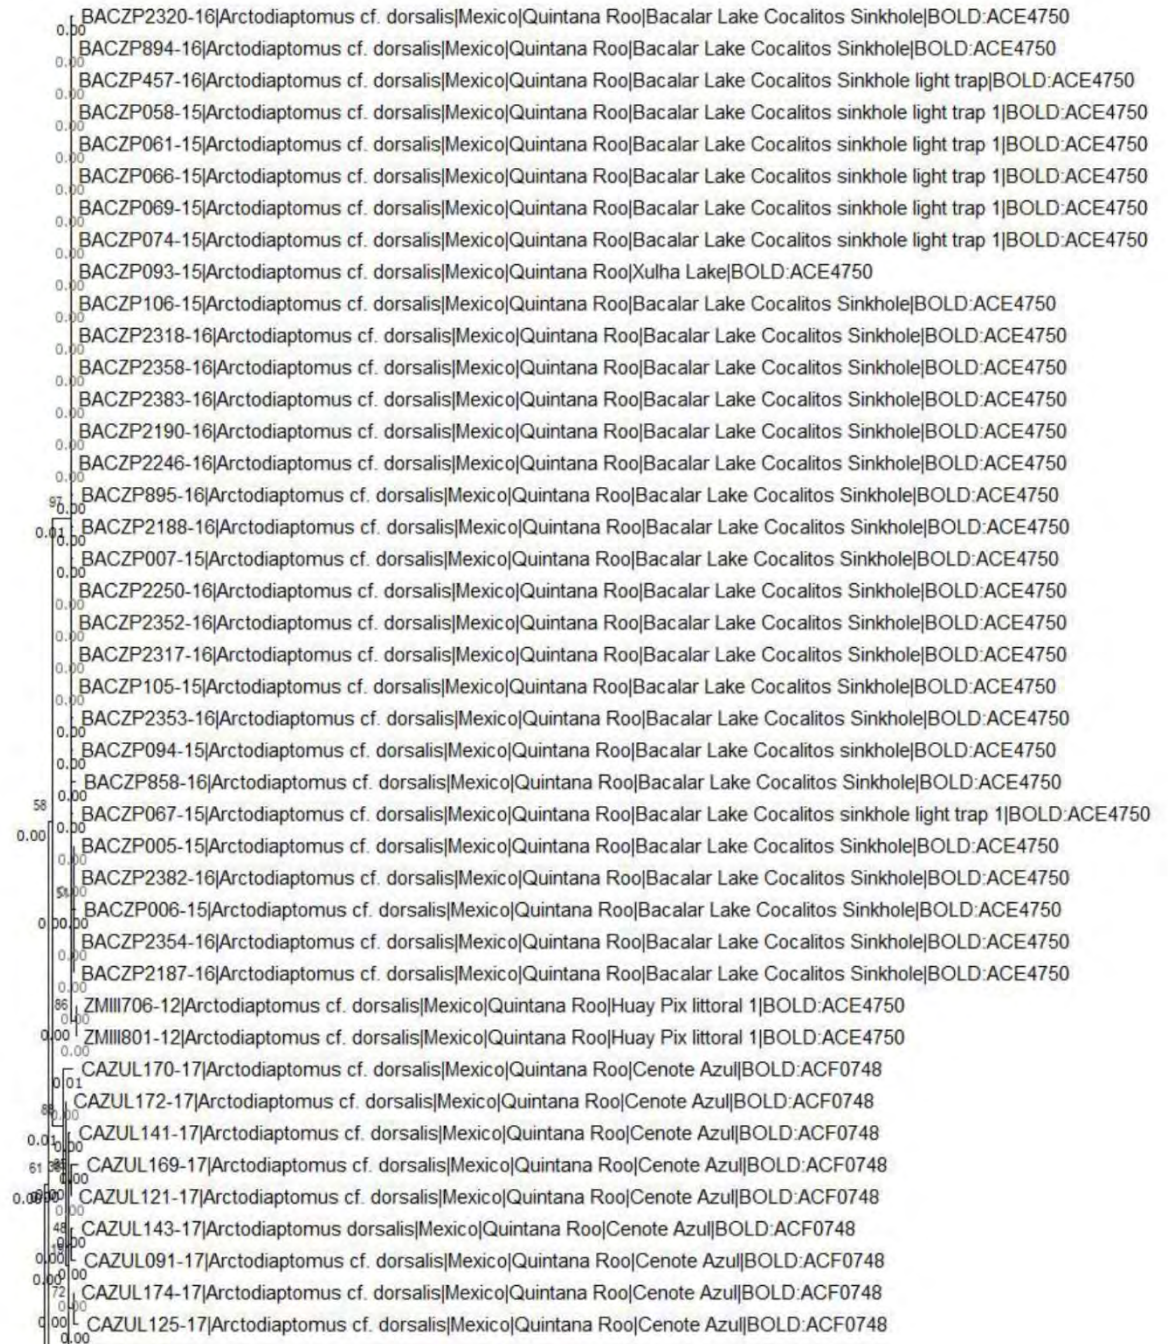 BACZP2320-16|Arctodiaptomus cf. dorsalis|Mexico|Quintana Roo|Bacalar Lake Cocalitos Sinkhole|BOLD:ACE4750
BACZP894-16|Arctodiaptomus cf. dorsalis|Mexico|Quintana Roo|Bacalar Lake Cocalitos Sinkhole|BOLD:ACE4750
BACZP457-16|Arctodiaptomus cf. dorsalis|Mexico|Quintana Roo|Bacalar Lake Cocalitos Sinkhole light trap|BOLD:ACE4750
BACZP058-15|Arctodiaptomus cf. dorsalis|Mexico|Quintana Roo|Bacalar Lake Cocalitos sinkhole light trap 1|BOLD:ACE4750
BACZP061-15|Arctodiaptomus cf. dorsalis|Mexico|Quintana Roo|Bacalar Lake Cocalitos sinkhole light trap 1|BOLD:ACE4750
BACZP066-15|Arctodiaptomus cf. dorsalis|Mexico|Quintana Roo|Bacalar Lake Cocalitos sinkhole light trap 1|BOLD:ACE4750
BACZP069-15|Arctodiaptomus cf. dorsalis|Mexico|Quintana Roo|Bacalar Lake Cocalitos sinkhole light trap 1|BOLD:ACE4750
BACZP074-15|Arctodiaptomus cf. dorsalis|Mexico|Quintana Roo|Bacalar Lake Cocalitos sinkhole light trap 1|BOLD:ACE4750
BACZP093-15|Arctodiaptomus cf. dorsalis|Mexico|Quintana Roo|Xulha Lake|BOLD:ACE4750
BACZP106-15|Arctodiaptomus cf. dorsalis|Mexico|Quintana Roo|Bacalar Lake Cocalitos Sinkhole|BOLD:ACE4750
BACZP2318-16|Arctodiaptomus cf. dorsalis|Mexico|Quintana Roo|Bacalar Lake Cocalitos Sinkhole|BOLD:ACE4750
BACZP2358-16|Arctodiaptomus cf. dorsalis|Mexico|Quintana Roo|Bacalar Lake Cocalitos Sinkhole|BOLD:ACE4750
BACZP2383-16|Arctodiaptomus cf. dorsalis|Mexico|Quintana Roo|Bacalar Lake Cocalitos Sinkhole|BOLD:ACE4750
BACZP2190-16|Arctodiaptomus cf. dorsalis|Mexico|Quintana Roo|Bacalar Lake Cocalitos Sinkhole|BOLD:ACE4750
BACZP2246-16|Arctodiaptomus cf. dorsalis|Mexico|Quintana Roo|Bacalar Lake Cocalitos Sinkhole|BOLD:ACE4750
BACZP895-16|Arctodiaptomus cf. dorsalis|Mexico|Quintana Roo|Bacalar Lake Cocalitos Sinkhole|BOLD:ACE4750
BACZP2188-16|Arctodiaptomus cf. dorsalis|Mexico|Quintana Roo|Bacalar Lake Cocalitos Sinkhole|BOLD:ACE4750
BACZP007-15|Arctodiaptomus cf. dorsalis|Mexico|Quintana Roo|Bacalar Lake Cocalitos Sinkhole|BOLD:ACE4750
BACZP2250-16|Arctodiaptomus cf. dorsalis|Mexico|Quintana Roo|Bacalar Lake Cocalitos Sinkhole|BOLD:ACE4750
BACZP2352-16|Arctodiaptomus cf. dorsalis|Mexico|Quintana Roo|Bacalar Lake Cocalitos Sinkhole|BOLD:ACE4750
BACZP2317-16|Arctodiaptomus cf. dorsalis|Mexico|Quintana Roo|Bacalar Lake Cocalitos Sinkhole|BOLD:ACE4750
BACZP105-15|Arctodiaptomus cf. dorsalis|Mexico|Quintana Roo|Bacalar Lake Cocalitos Sinkhole|BOLD:ACE4750
BACZP2353-16|Arctodiaptomus cf. dorsalis|Mexico|Quintana Roo|Bacalar Lake Cocalitos Sinkhole|BOLD:ACE4750
BACZP094-15|Arctodiaptomus cf. dorsalis|Mexico|Quintana Roo|Bacalar Lake Cocalitos sinkhole|BOLD:ACE4750
BACZP858-16|Arctodiaptomus cf. dorsalis|Mexico|Quintana Roo|Bacalar Lake Cocalitos Sinkhole|BOLD:ACE4750
BACZP067-15|Arctodiaptomus cf. dorsalis|Mexico|Quintana Roo|Bacalar Lake Cocalitos sinkhole light trap 1|BOLD:ACE4750
BACZP005-15|Arctodiaptomus cf. dorsalis|Mexico|Quintana Roo|Bacalar Lake Cocalitos Sinkhole|BOLD:ACE4750
BACZP2382-16|Arctodiaptomus cf. dorsalis|Mexico|Quintana Roo|Bacalar Lake Cocalitos Sinkhole|BOLD:ACE4750
BACZP006-15|Arctodiaptomus cf. dorsalis|Mexico|Quintana Roo|Bacalar Lake Cocalitos Sinkhole|BOLD:ACE4750
BACZP2354-16|Arctodiaptomus cf. dorsalis|Mexico|Quintana Roo|Bacalar Lake Cocalitos Sinkhole|BOLD:ACE4750
BACZP2187-16|Arctodiaptomus cf. dorsalis|Mexico|Quintana Roo|Bacalar Lake Cocalitos Sinkhole|BOLD:ACE4750
ZMIII706-12|Arctodiaptomus cf. dorsalis|Mexico|Quintana Roo|Huay Pix littoral 1|BOLD:ACE4750
ZMIII801-12|Arctodiaptomus cf. dorsalis|Mexico|Quintana Roo|Huay Pix littoral 1|BOLD:ACE4750
CAZUL170-17|Arctodiaptomus cf. dorsalis|Mexico|Quintana Roo|Cenote Azul|BOLD:ACF0748
CAZUL172-17|Arctodiaptomus cf. dorsalis|Mexico|Quintana Roo|Cenote Azul|BOLD:ACF0748
CAZUL141-17|Arctodiaptomus cf. dorsalis|Mexico|Quintana Roo|Cenote Azul|BOLD:ACF0748
CAZUL169-17|Arctodiaptomus cf. dorsalis|Mexico|Quintana Roo|Cenote Azul|BOLD:ACF0748
CAZUL121-17|Arctodiaptomus cf. dorsalis|Mexico|Quintana Roo|Cenote Azul|BOLD:ACF0748
CAZUL143-17|Arctodiaptomus dorsalis|Mexico|Quintana Roo|Cenote Azul|BOLD:ACF0748
CAZUL091-17|Arctodiaptomus cf. dorsalis|Mexico|Quintana Roo|Cenote Azul|BOLD:ACF0748
CAZUL174-17|Arctodiaptomus cf. dorsalis|Mexico|Quintana Roo|Cenote Azul|BOLD:ACF0748
CAZUL125-17|Arctodiaptomus cf. dorsalis|Mexico|Quintana Roo|Cenote Azul|BOLD:ACF0748